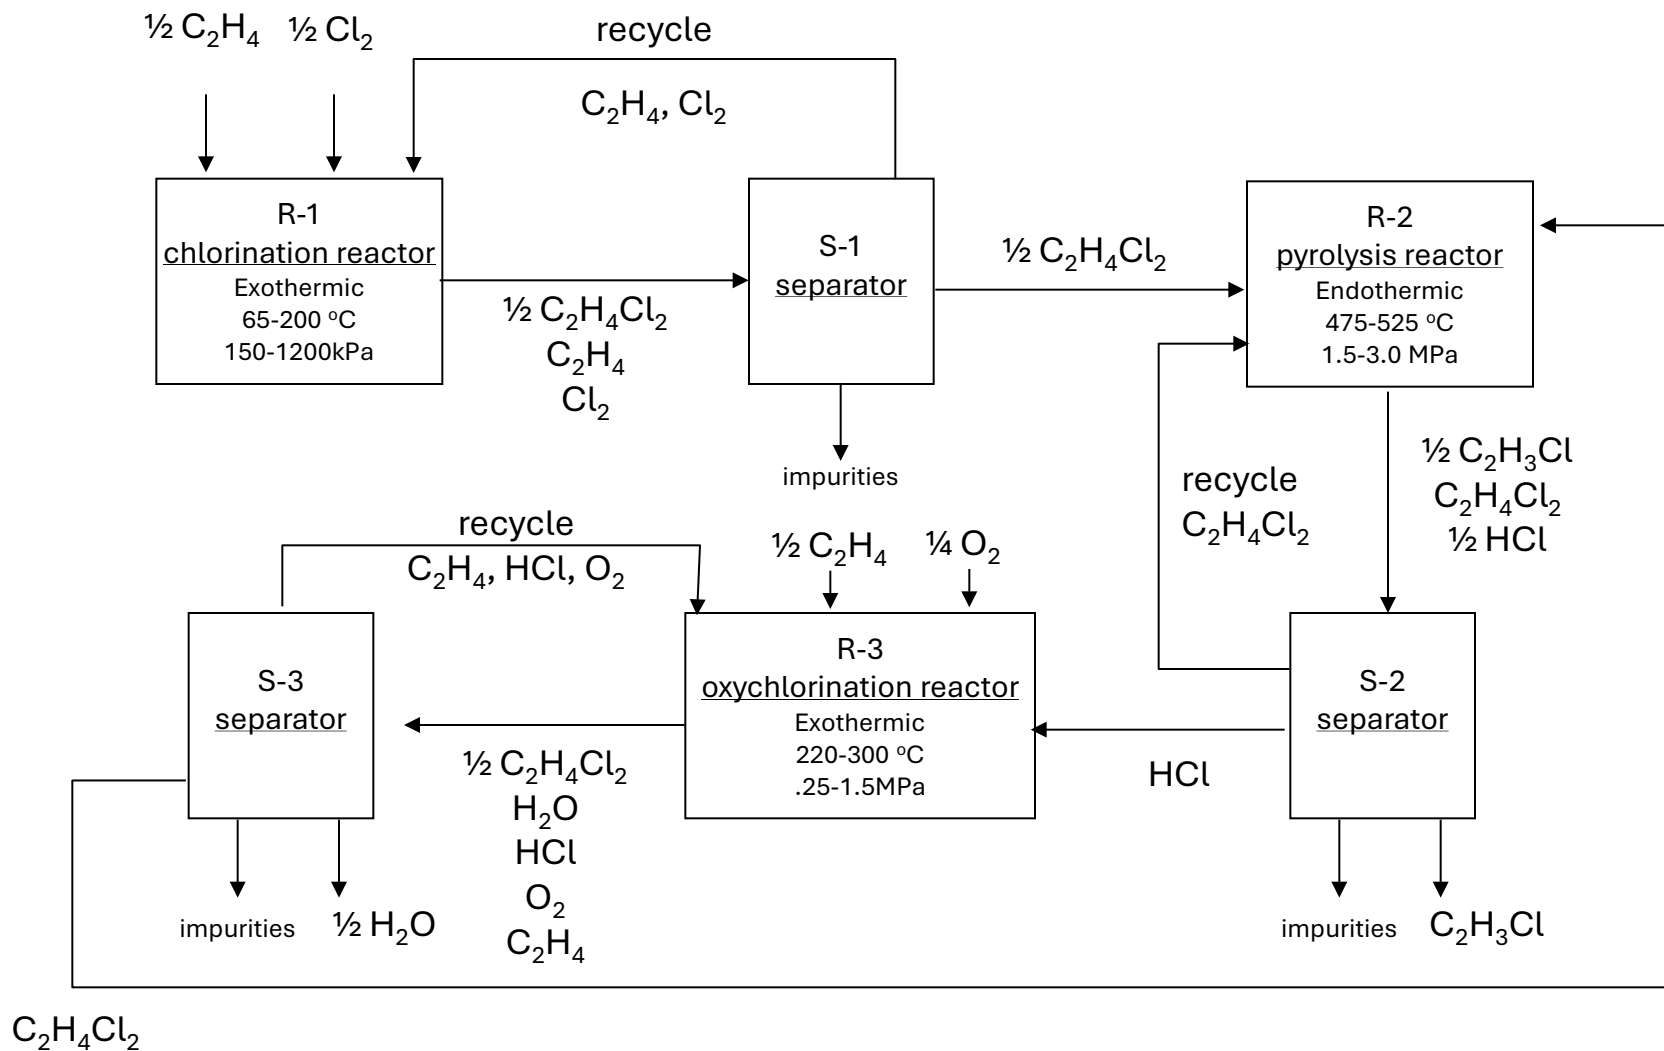 ½ C₂H₄
½ Cl₂
recycle
C₂H₄, Cl₂
R-1
chlorination reactor
Exothermic
65-200 ᵒC
150-1200kPa
½ C₂H₄Cl₂
C₂H₄
Cl₂
S-1
separator
impurities
½ C₂H₄Cl₂
R-2
pyrolysis reactor
Endothermic
475-525 ᵒC
1.5-3.0 MPa
½ C₂H₃Cl
C₂H₄Cl₂
½ HCl
recycle
C₂H₄Cl₂
recycle
C₂H₄, HCl, O₂
½ C₂H₄
¼ O₂
S-3
separator
R-3
oxychlorination reactor
Exothermic
220-300 ᵒC
.25-1.5MPa
S-2
separator
HCl
½ C₂H₄Cl₂
H₂O
HCl
O₂
C₂H₄
impurities
½ H₂O
impurities
C₂H₃Cl
C₂H₄Cl₂